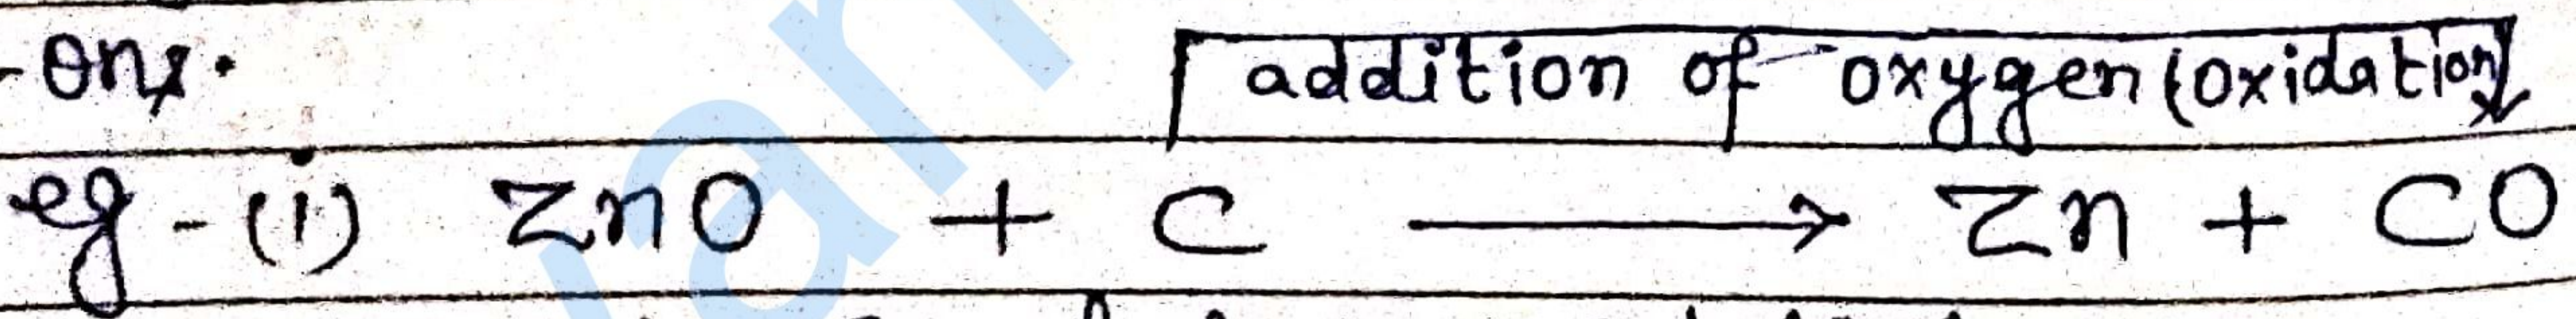 -ons.
addition of oxygen (oxidation)
eg - (i) ZnO + C ⟶ Zn + CO